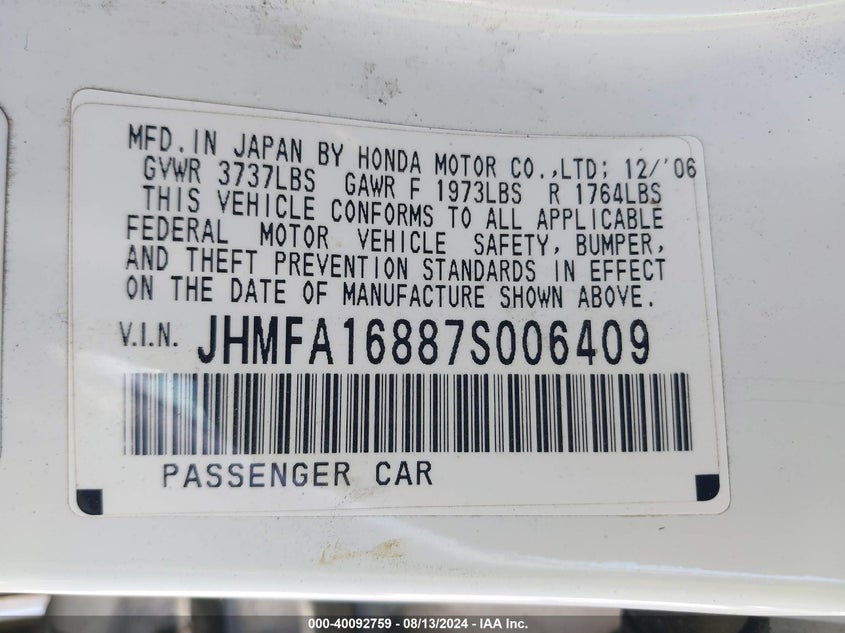 MFD. IN JAPAN BY HONDA MOTOR CO.,LTD; 12/'06
GVWR 3737LBS GAWR F 1973LBS R 1764LBS
THIS VEHICLE CONFORMS TO ALL APPLICABLE
FEDERAL MOTOR VEHICLE SAFETY, BUMPER,
AND THEFT PREVENTION STANDARDS IN EFFECT
ON THE DATE OF MANUFACTURE SHOWN ABOVE.
V.I.N. JHMFA16887S006409
PASSENGER CAR
000-40092759 - 08/13/2024 - IAA Inc.